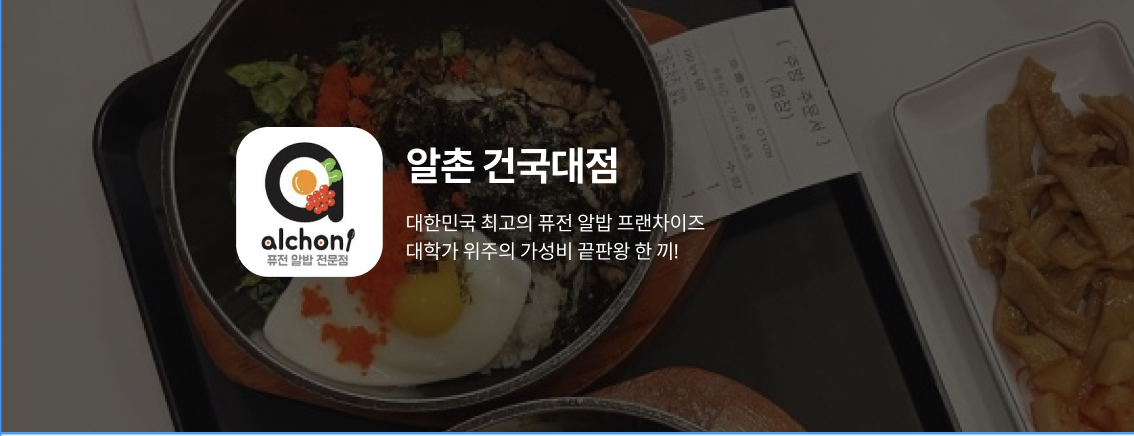 알촌 건국대점
대한민국 최고의 퓨전 알밥 프랜차이즈
대학가 위주의 가성비 끝판왕 한 끼!
alchon
퓨전 알밥 전문점
[ 주방 주문서 ]
(매장)